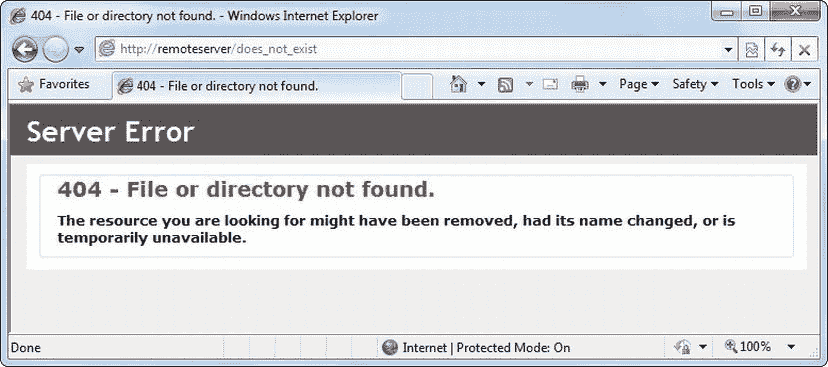 404 - File or directory not found. - Windows Internet Explorer
http://remoteserver/does_not_exist
Favorites
404 - File or directory not found.
Page
Safety
Tools
Server Error
404 - File or directory not found.
The resource you are looking for might have been removed, had its name changed, or is
temporarily unavailable.
Done
Internet | Protected Mode: On
100%